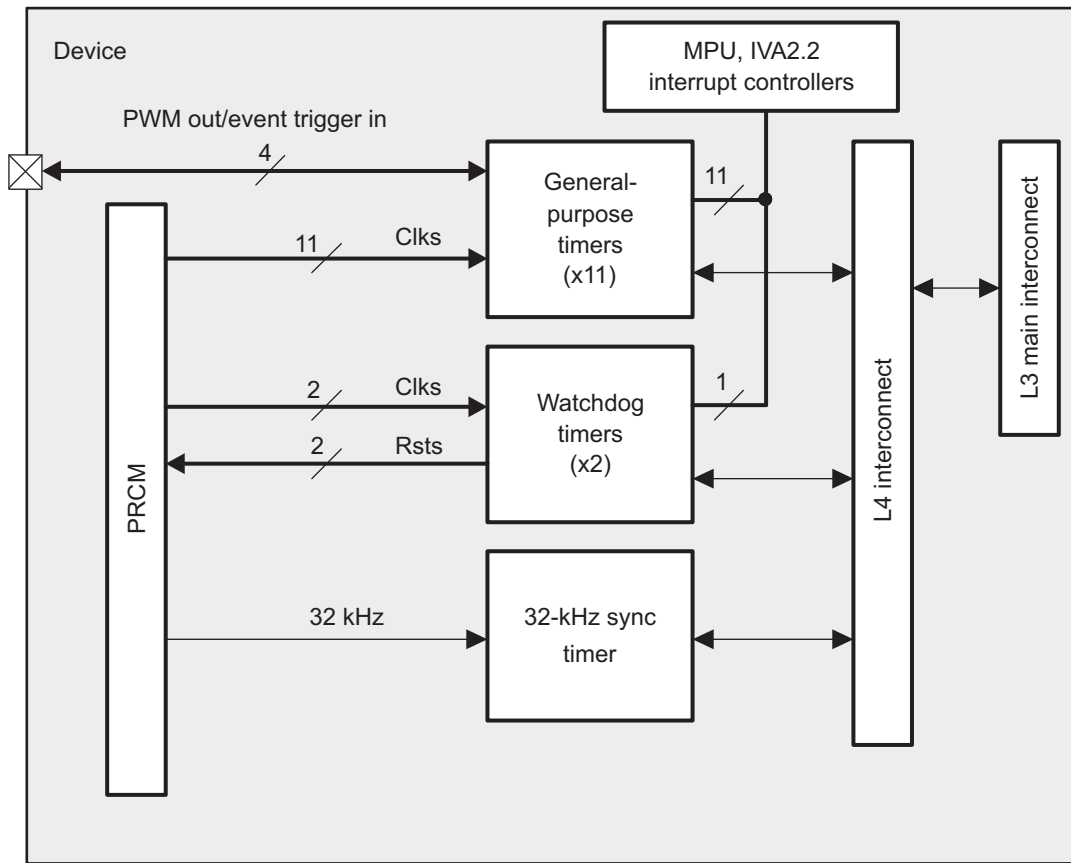 Device
MPU, IVA2.2
interrupt controllers
PWM out/event trigger in
4
General-
purpose
timers
(x11)
11
11
Clks
Watchdog
timers
(x2)
1
2
Clks
2
Rsts
32-kHz sync
timer
32 kHz
PRCM
L4 interconnect
L3 main interconnect